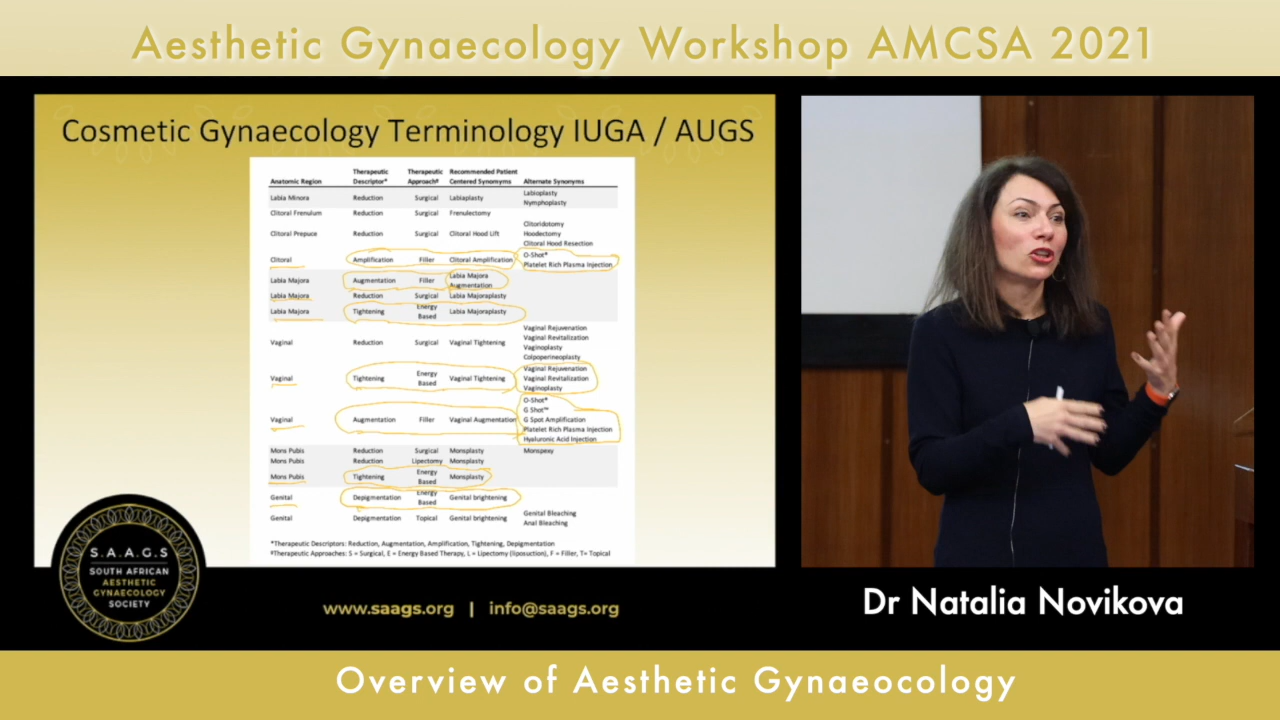 Aesthetic Gynaecology Workshop AMCSA 2021
Cosmetic Gynaecology Terminology IUGA / AUGS
Anatomic Region Therapeutic Descriptor* Therapeutic Approachª Recommended Patient Centered Synonyms Alternate Synonyms
Labia Minora Reduction Surgical Labiaplasty Labioplasty
Nymphoplasty
Clitoral Frenulum Reduction Surgical Frenulectomy
Clitoral Prepuce Reduction Surgical Clitoral Hood Lift Clitoridotomy
Hoodectomy
Clitoral Hood Resection
Clitoral Amplification Filler Clitoral Amplification O-Shot®
Platelet Rich Plasma Injection
Labia Majora Augmentation Filler Labia Majora Augmentation
Labia Majora Reduction Surgical Labia Majoraplasty
Labia Majora Tightening Energy Based Labia Majoraplasty
Vaginal Reduction Surgical Vaginal Tightening Vaginal Rejuvenation
Vaginal Revitalization
Vaginoplasty
Colpoperineoplasty
Vaginal Tightening Energy Based Vaginal Tightening Vaginal Rejuvenation
Vaginal Revitalization
Vaginoplasty
Vaginal Augmentation Filler Vaginal Augmentation O-Shot®
G Shot™
G Spot Amplification
Platelet Rich Plasma Injection
Hyaluronic Acid Injection
Mons Pubis Reduction Surgical Monsplasty Monspexy
Mons Pubis Reduction Lipectomy Monsplasty
Mons Pubis Tightening Energy Based Monsplasty
Genital Depigmentation Energy Based Genital brightening
Genital Depigmentation Topical Genital brightening Genital Bleaching
Anal Bleaching
*Therapeutic Descriptors: Reduction, Augmentation, Amplification, Tightening, Depigmentation
ªTherapeutic Approaches: S = Surgical, E = Energy Based Therapy, L = Lipectomy (liposuction), F = Filler, T= Topical
S.A.A.G.S
SOUTH AFRICAN
AESTHETIC
GYNAECOLOGY
SOCIETY
www.saags.org | info@saags.org
Dr Natalia Novikova
Overview of Aesthetic Gynaeocology